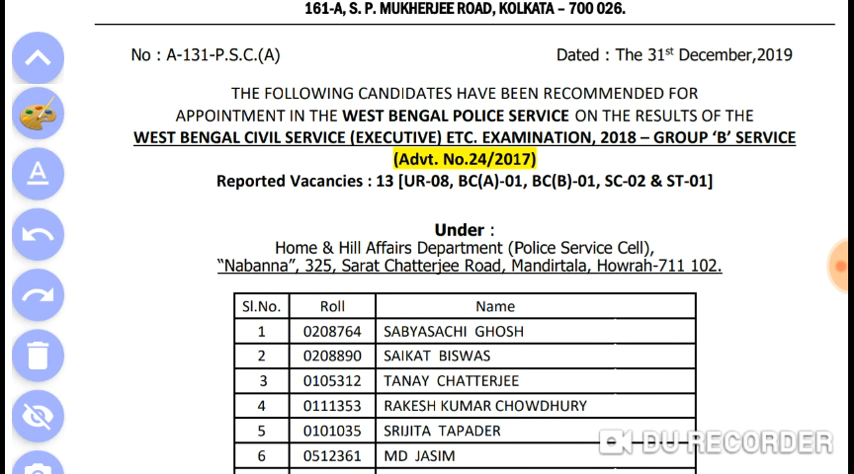 161-A, S. P. MUKHERJEE ROAD, KOLKATA – 700 026.
No : A-131-P.S.C.(A) Dated : The 31st December,2019
THE FOLLOWING CANDIDATES HAVE BEEN RECOMMENDED FOR
APPOINTMENT IN THE WEST BENGAL POLICE SERVICE ON THE RESULTS OF THE
WEST BENGAL CIVIL SERVICE (EXECUTIVE) ETC. EXAMINATION, 2018 – GROUP ‘B’ SERVICE
(Advt. No.24/2017)
Reported Vacancies : 13 [UR-08, BC(A)-01, BC(B)-01, SC-02 & ST-01]
Under :
Home & Hill Affairs Department (Police Service Cell),
“Nabanna”, 325, Sarat Chatterjee Road, Mandirtala, Howrah-711 102.
Sl.No. Roll Name
1 0208764 SABYASACHI GHOSH
2 0208890 SAIKAT BISWAS
3 0105312 TANAY CHATTERJEE
4 0111353 RAKESH KUMAR CHOWDHURY
5 0101035 SRIJITA TAPADER
6 0512361 MD JASIM
DU RECORDER
A